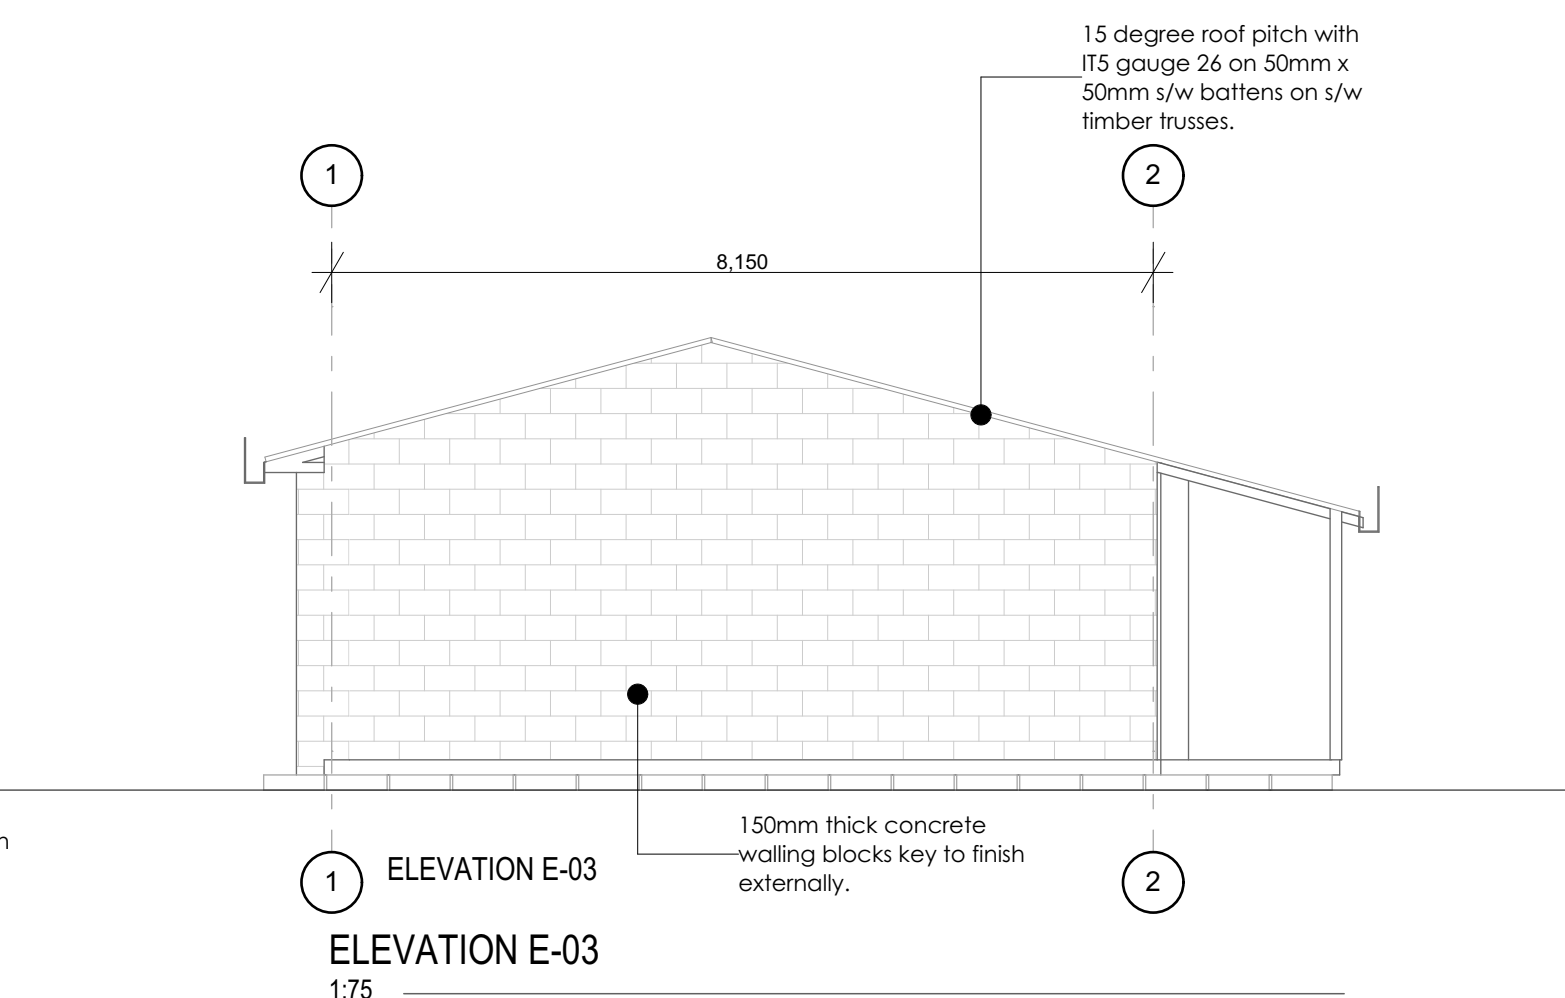 15 degree roof pitch with
IT5 gauge 26 on 50mm x
50mm s/w battens on s/w
timber trusses.
1
2
8,150
n
150mm thick concrete
walling blocks key to finish
externally.
1
ELEVATION E-03
2
ELEVATION E-03
1:75